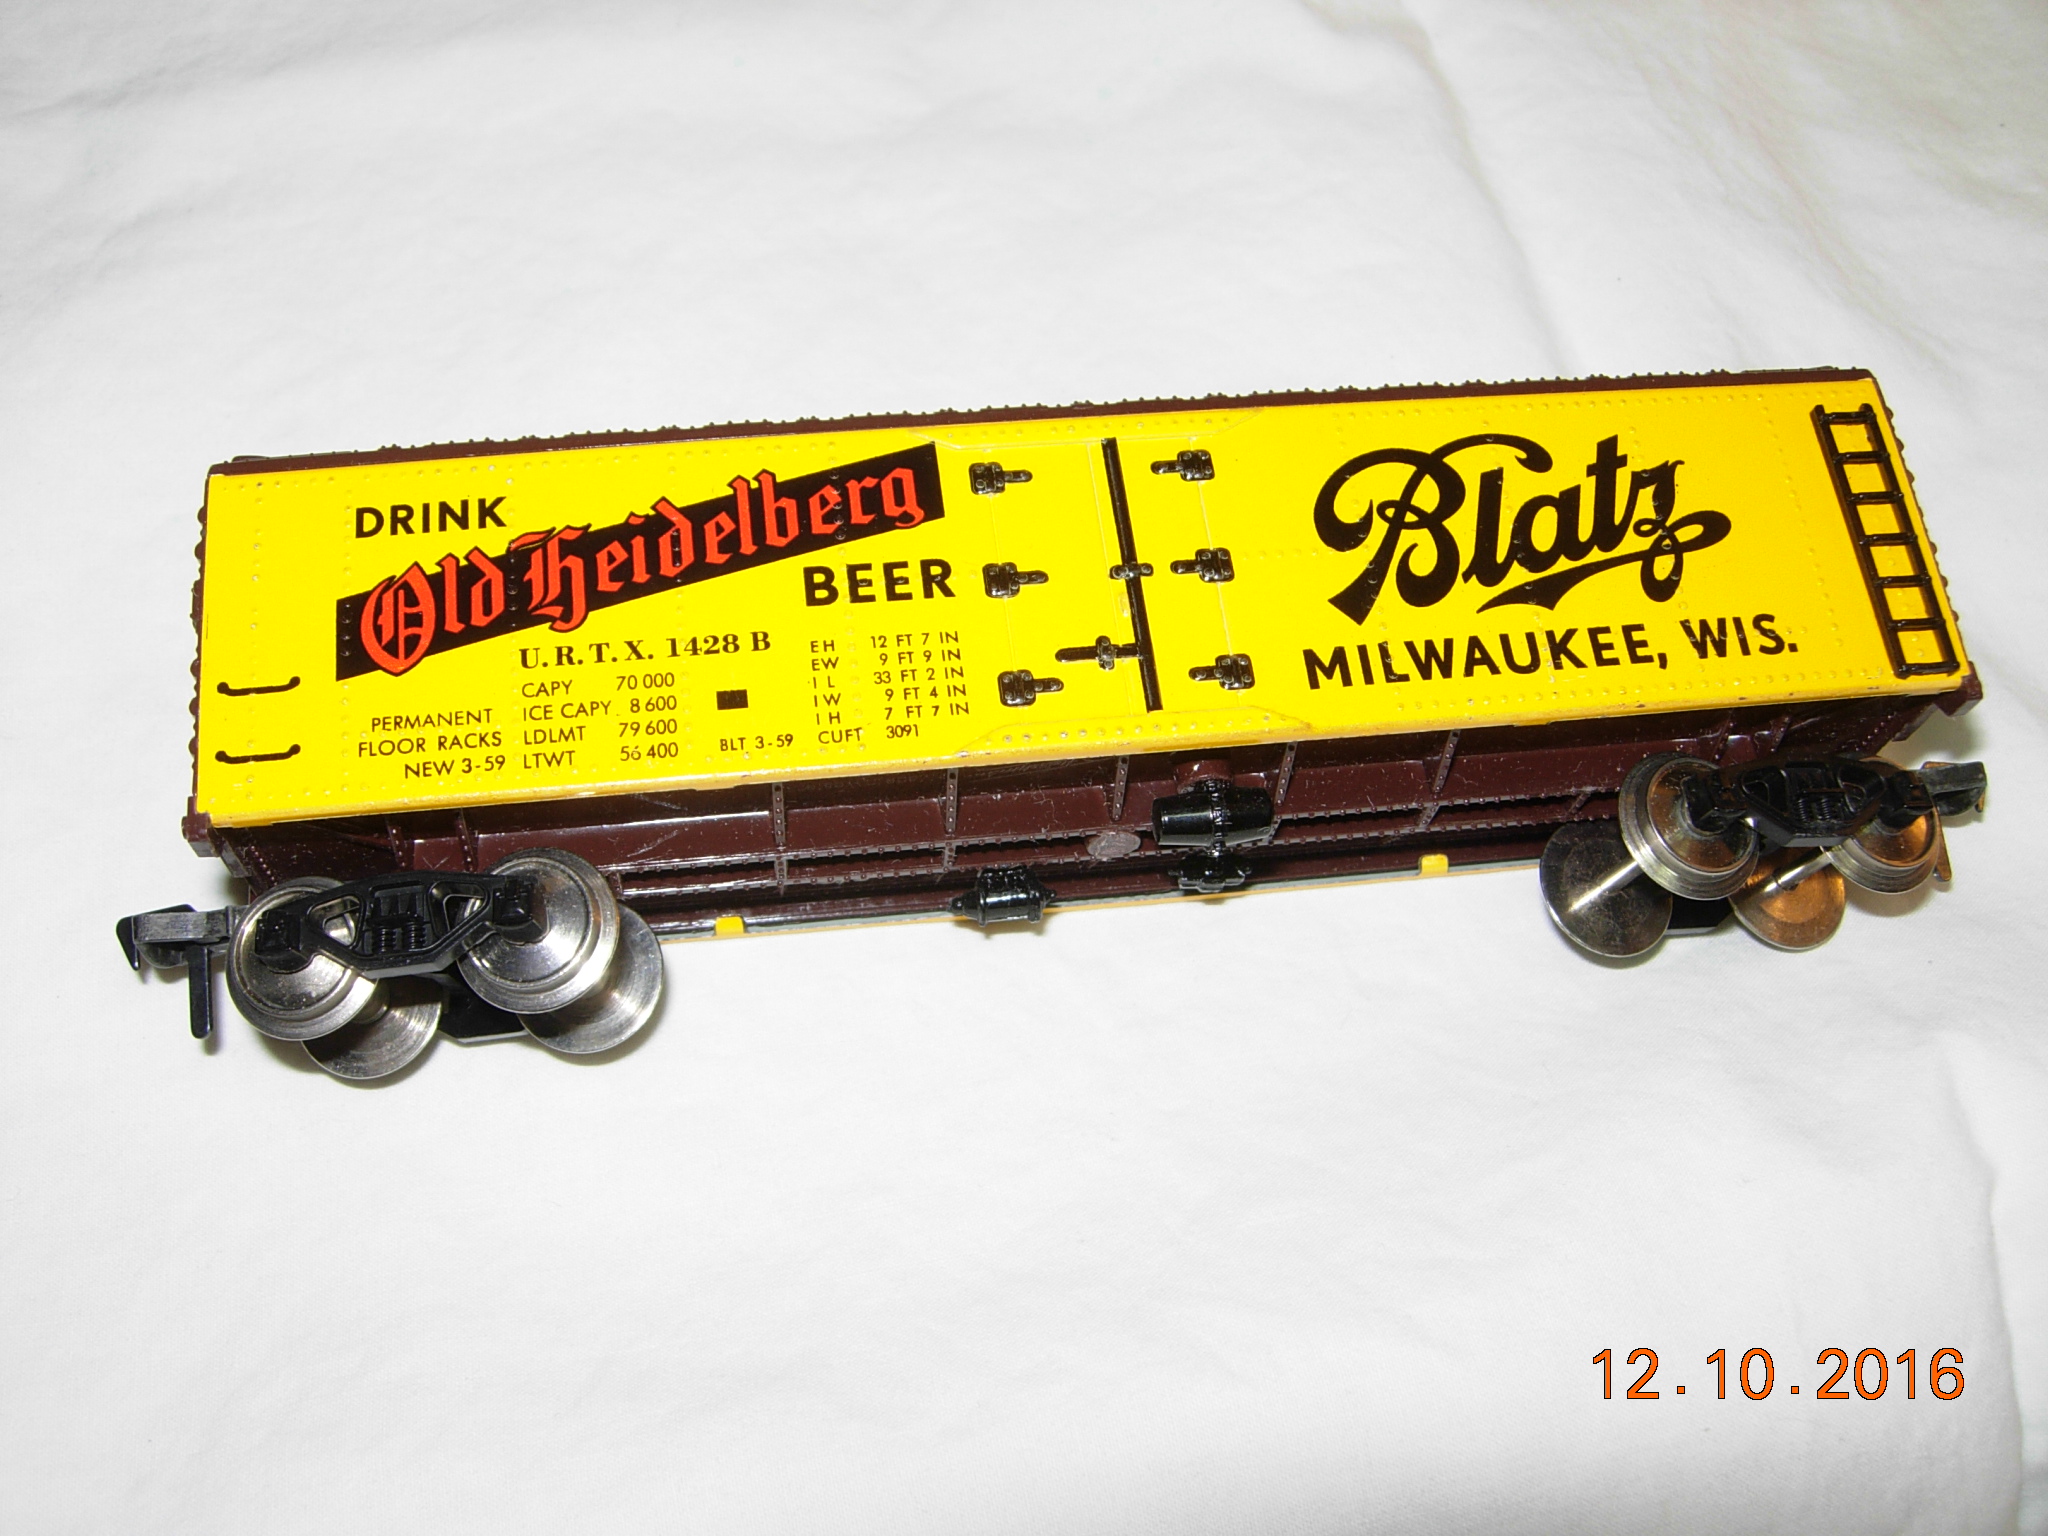 DRINK
Old Heidelberg
BEER
U.R.T.X. 1428 B
CAPY 70 000
ICE CAPY 8 600
LDLMT 79 600
LTWT 56 400
PERMANENT
FLOOR RACKS
NEW 3-59
BLT 3-59
EH 12 FT 7 IN
EW 9 FT 9 IN
IL 33 FT 2 IN
IW 9 FT 4 IN
IH 7 FT 7 IN
CUFT 3091
Blatz
MILWAUKEE, WIS.
12.10.2016